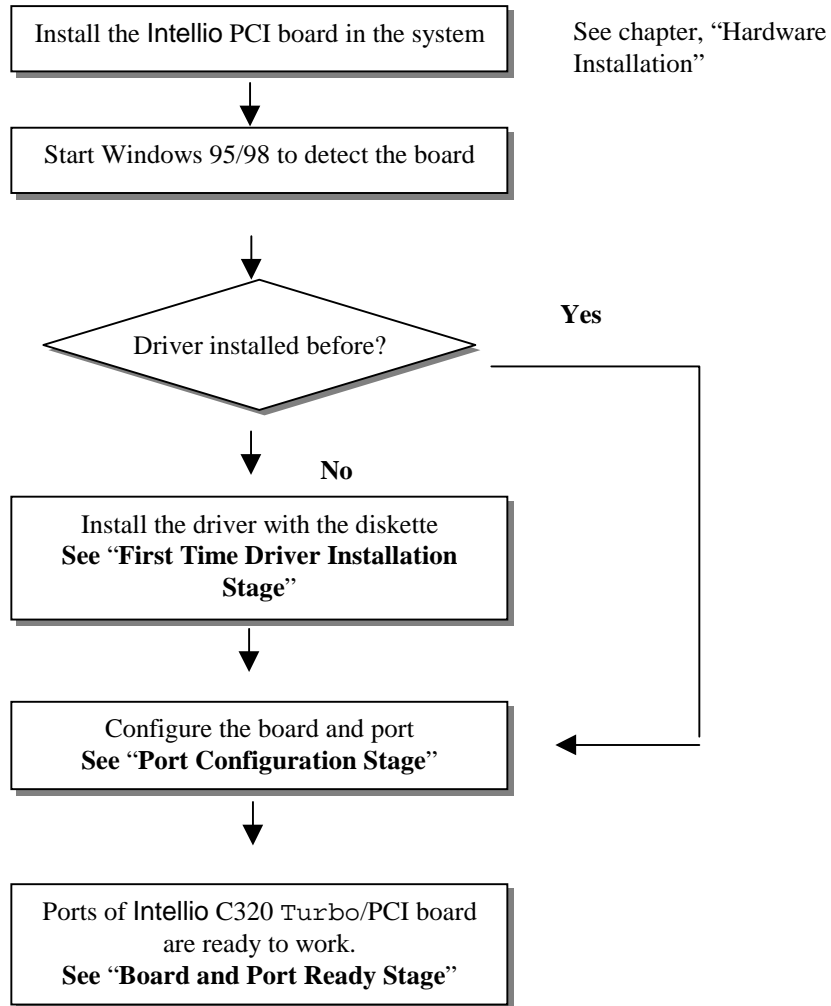 Install the Intellio PCI board in the system
See chapter, “Hardware
Installation”
Start Windows 95/98 to detect the board
Driver installed before?
Yes
No
Install the driver with the diskette
See “First Time Driver Installation
Stage”
Configure the board and port
See “Port Configuration Stage”
Ports of Intellio C320 Turbo/PCI board
are ready to work.
See “Board and Port Ready Stage”